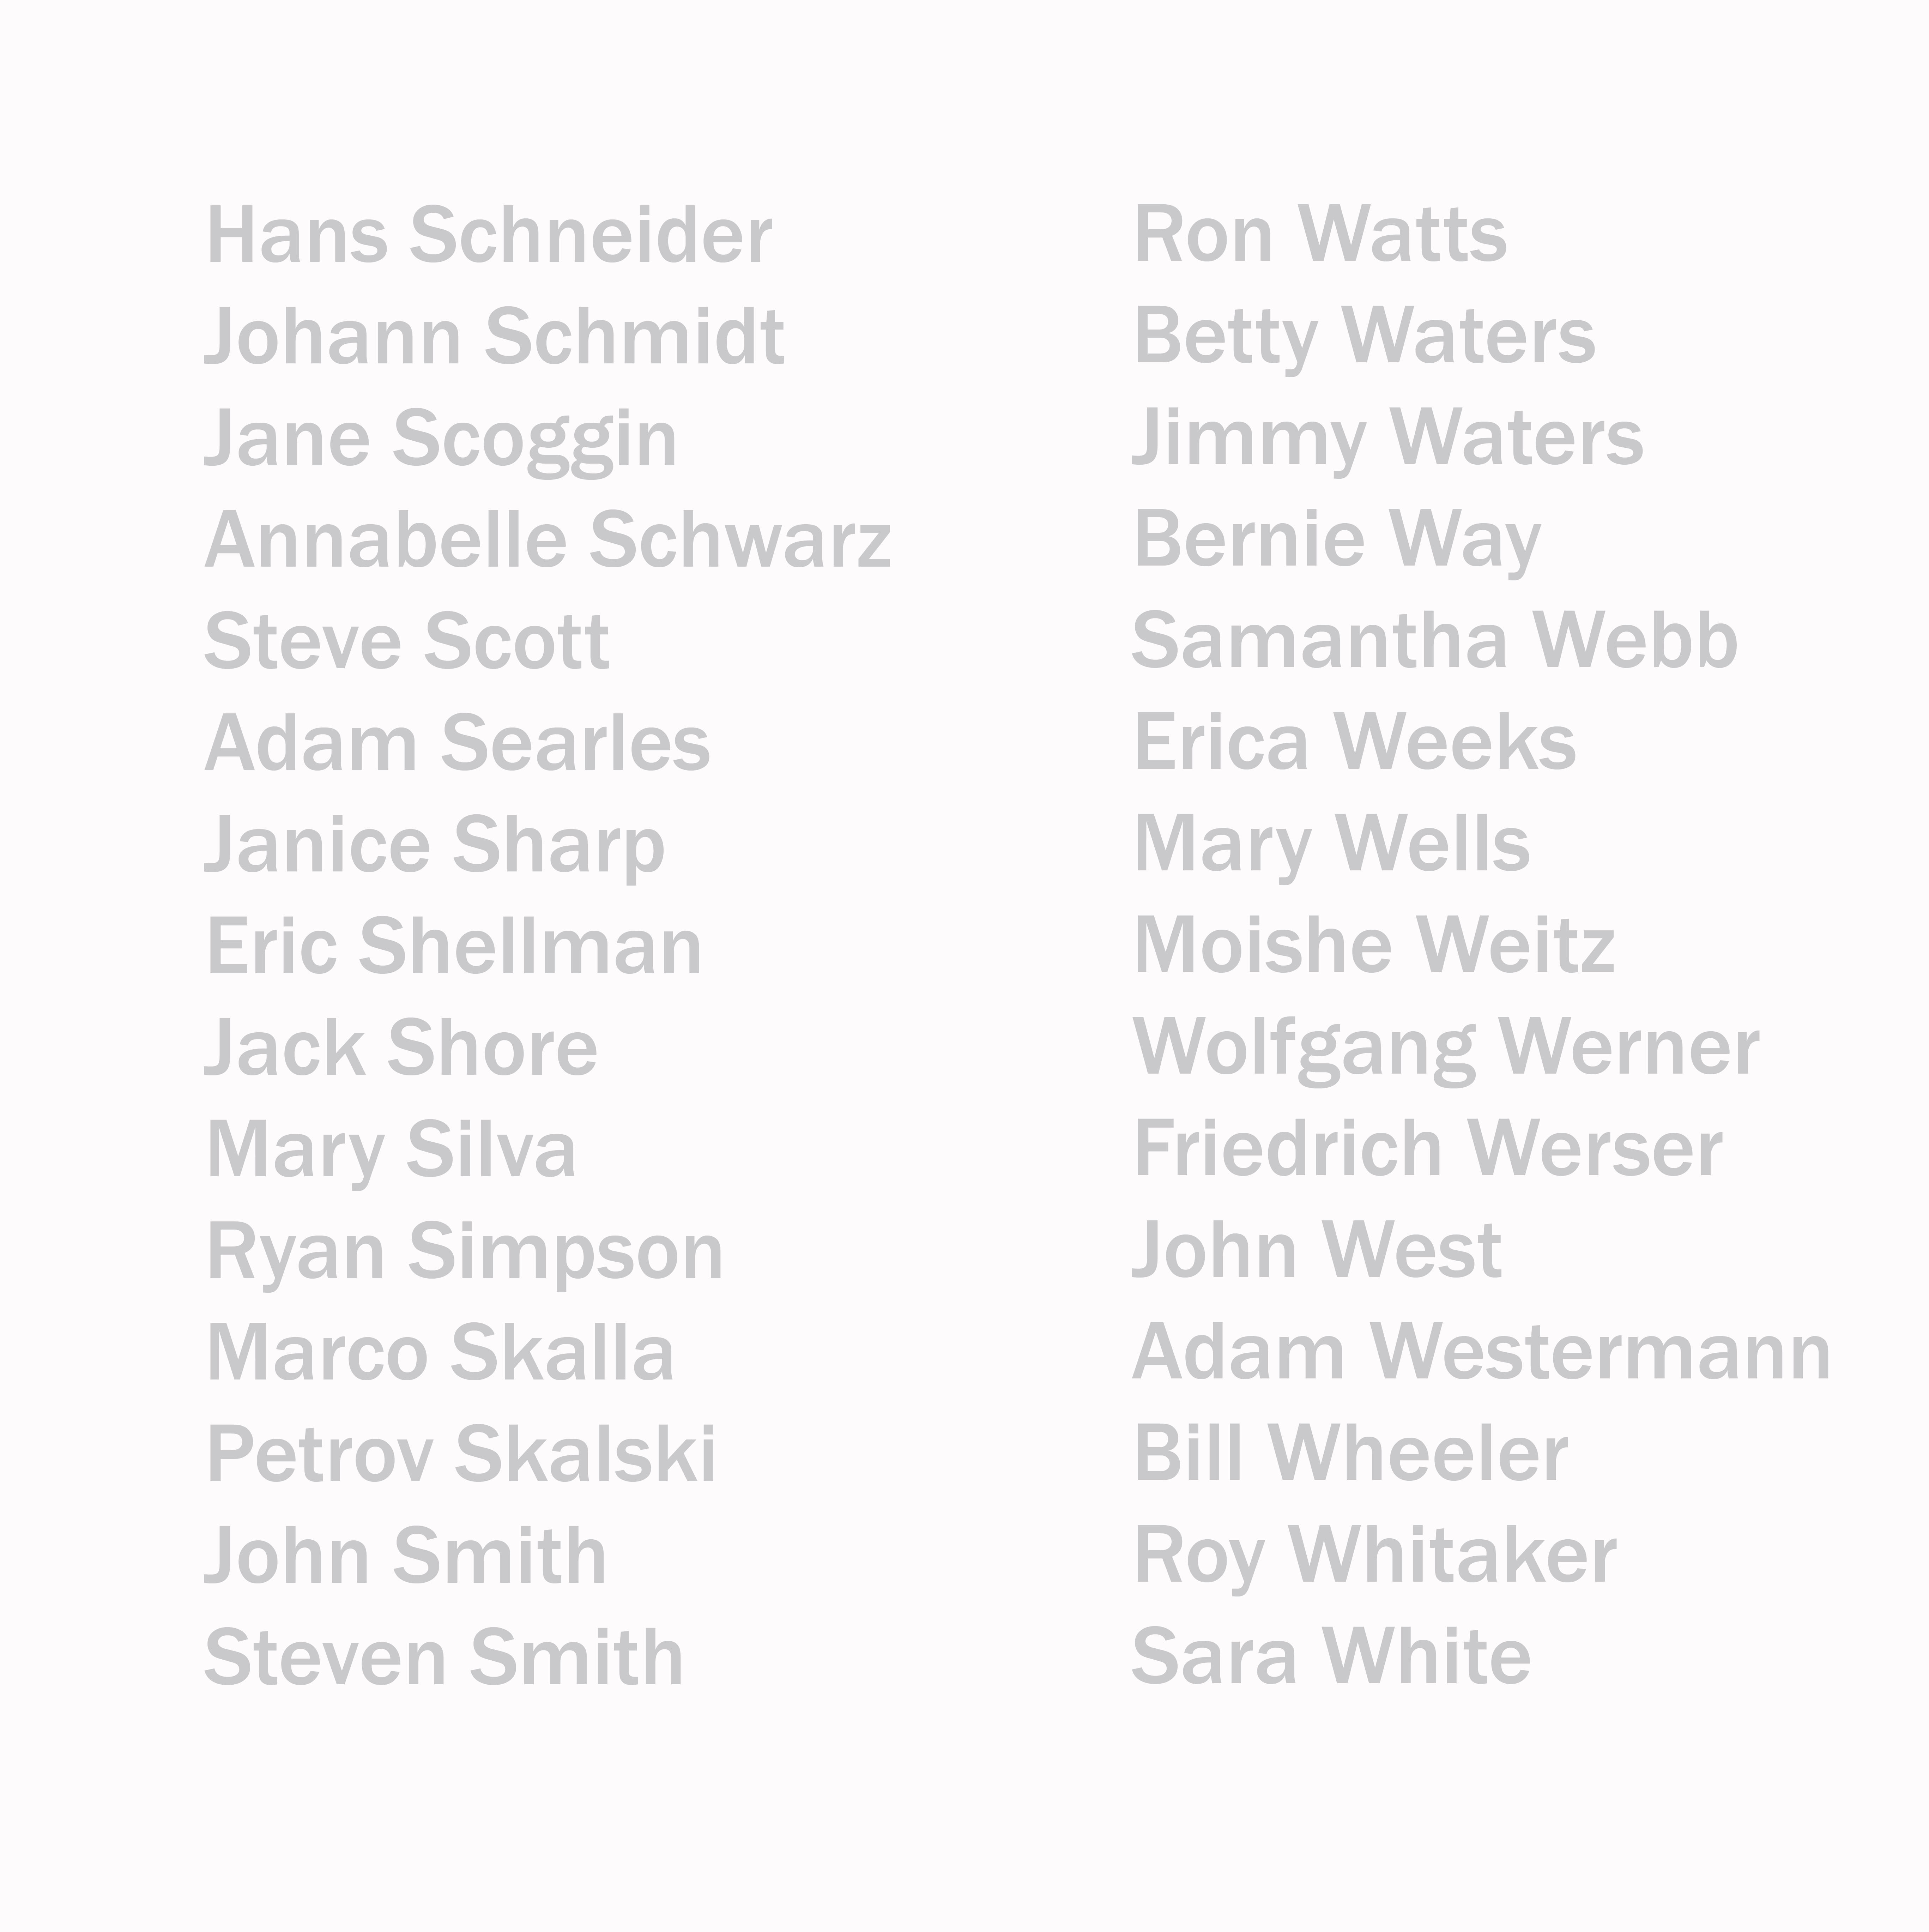 Hans Schneider
Johann Schmidt
Jane Scoggin
Annabelle Schwarz
Steve Scott
Adam Searles
Janice Sharp
Eric Shellman
Jack Shore
Mary Silva
Ryan Simpson
Marco Skalla
Petrov Skalski
John Smith
Steven Smith
Ron Watts
Betty Waters
Jimmy Waters
Bernie Way
Samantha Webb
Erica Weeks
Mary Wells
Moishe Weitz
Wolfgang Werner
Friedrich Werser
John West
Adam Westermann
Bill Wheeler
Roy Whitaker
Sara White